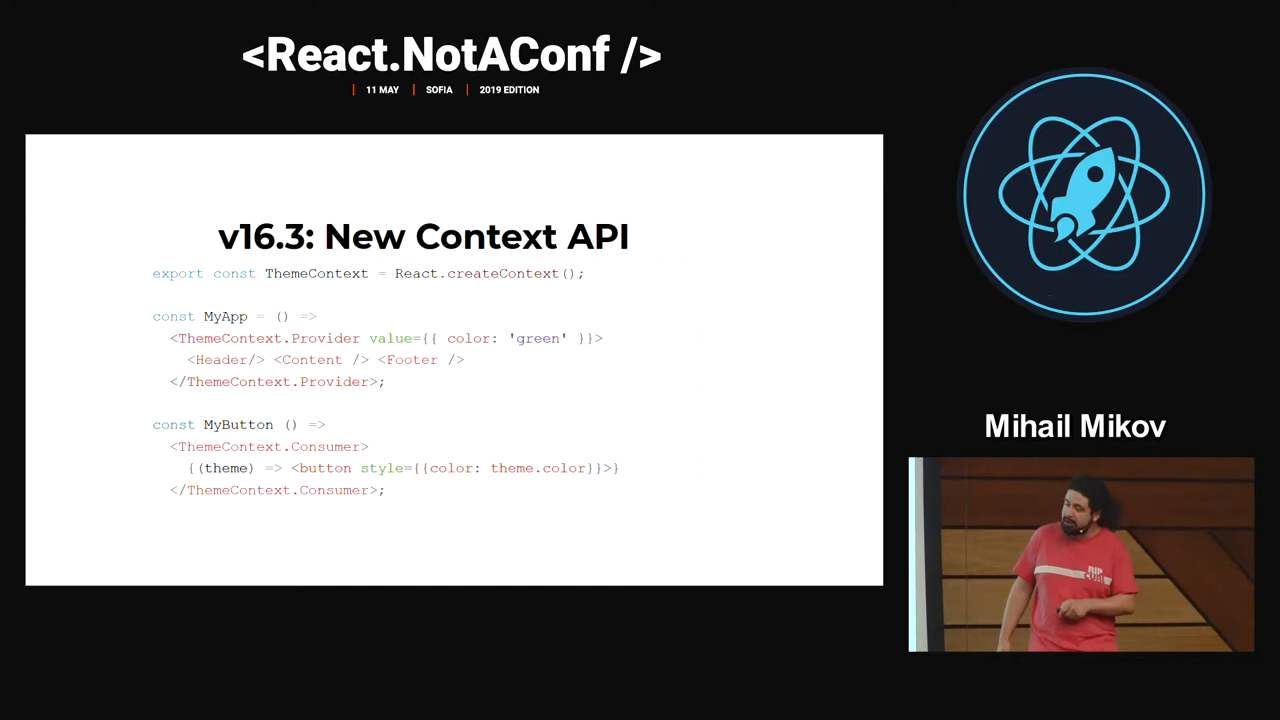 <React.NotAConf />
11 MAY | SOFIA | 2019 EDITION
v16.3: New Context API
export const ThemeContext = React.createContext();
const MyApp = () =>
<ThemeContext.Provider value={{ color: 'green' }}>
<Header/> <Content /> <Footer />
</ThemeContext.Provider>;
const MyButton () =>
<ThemeContext.Consumer>
{(theme) => <button style={{color: theme.color}}>}
</ThemeContext.Consumer>;
Mihail Mikov
RIP
CURL